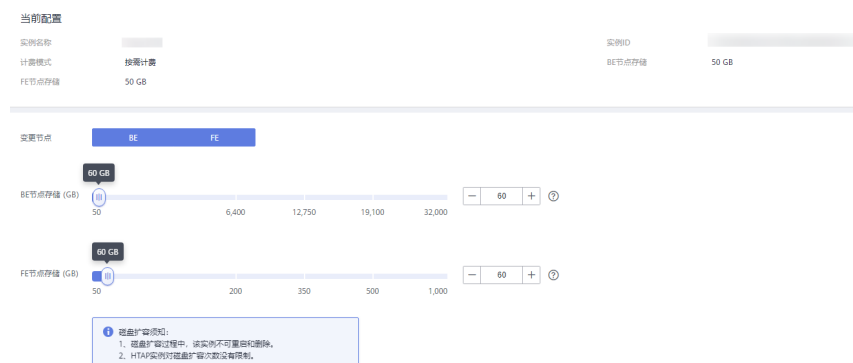 当前配置
实例名称
实例ID
计费模式 按需计费
BE节点存储 50 GB
FE节点存储 50 GB
变更节点 BE FE
60 GB
BE节点存储 (GB) 60
50 6,400 12,750 19,100 32,000
60 GB
FE节点存储 (GB) 60
50 200 350 500 1,000
磁盘扩容须知:
1、磁盘扩容过程中，该实例不可重启和删除。
2、HTAP实例对磁盘扩容次数没有限制。